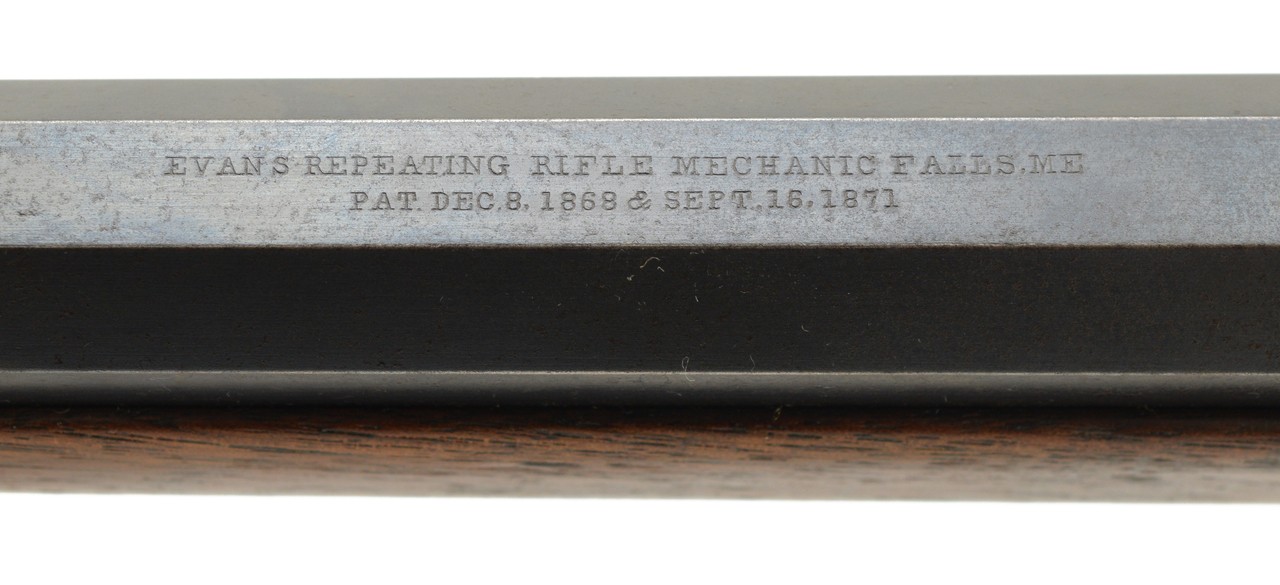 EVANS REPEATING RIFLE MECHANIC FALLS, ME
PAT. DEC. 8, 1868 & SEPT. 16, 1871